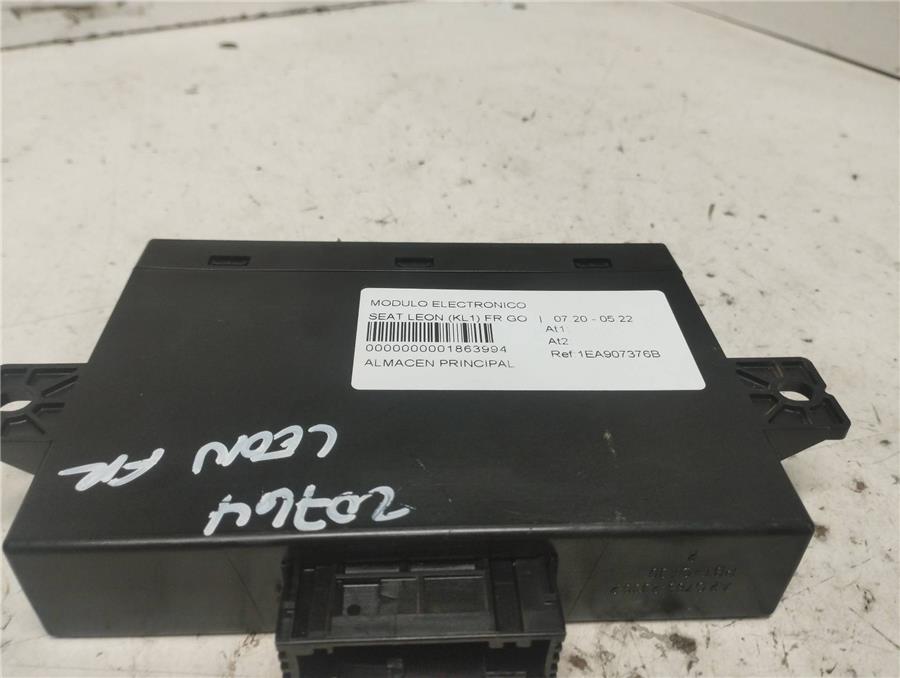 MODULO ELECTRONICO
SEAT LEON (KL1) FR GO | 07.20 - 05.22
At1:
At2:
0000000001863994
Ref:1EA907376B
ALMACEN PRINCIPAL
LEON FR
20764